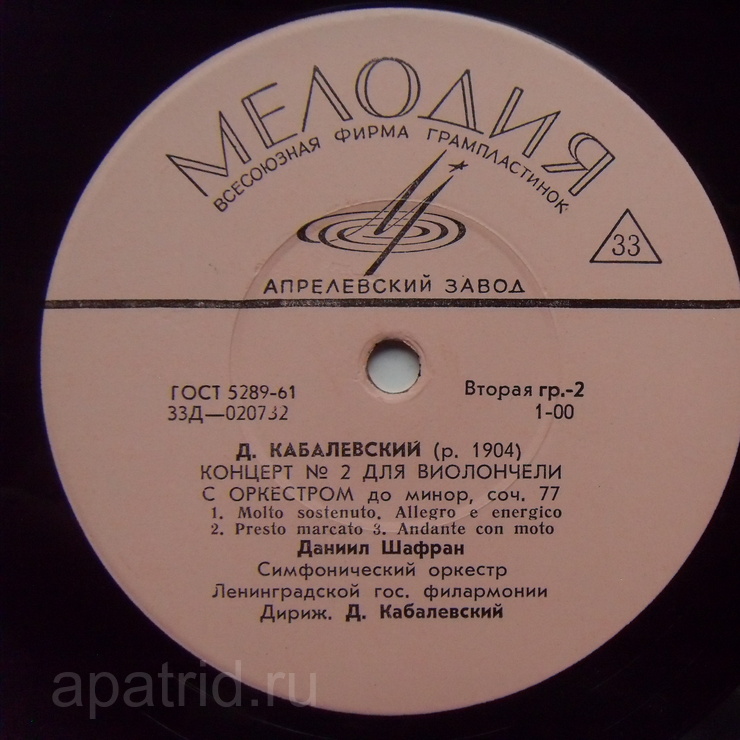 МЕЛОДИЯ
ВСЕСОЮЗНАЯ ФИРМА ГРАМПЛАСТИНОК
33
АПРЕЛЕВСКИЙ ЗАВОД
ГОСТ 5289-61 Вторая гр.-2
33Д—020732 1-00
Д. КАБАЛЕВСКИЙ (р. 1904)
КОНЦЕРТ № 2 ДЛЯ ВИОЛОНЧЕЛИ
С ОРКЕСТРОМ до минор, соч. 77
1. Molto sostenuto. Allegro e energico
2. Presto marcato 3. Andante con moto
Даниил Шафран
Симфонический оркестр
Ленинградской гос. филармонии
Дириж. Д. Кабалевский
apatrid.ru